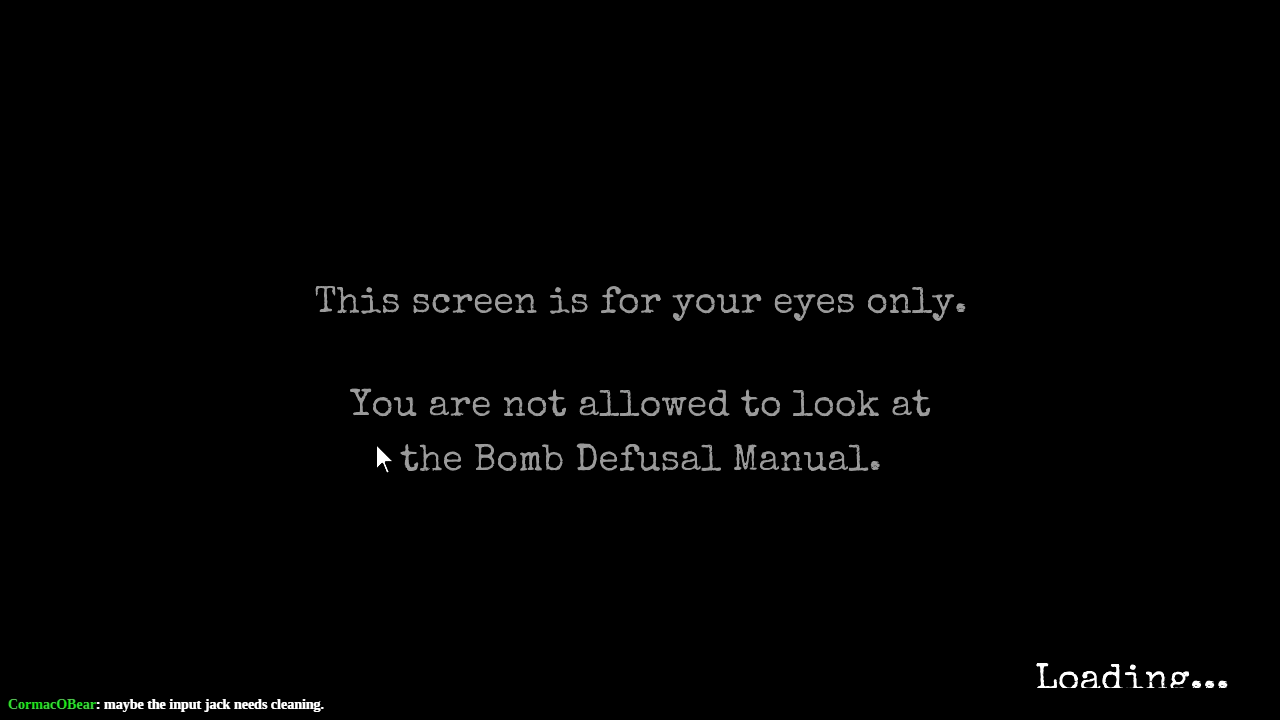 This screen is for your eyes only.
You are not allowed to look at
the Bomb Defusal Manual.
Loading...
CormacOBear: maybe the input jack needs cleaning.